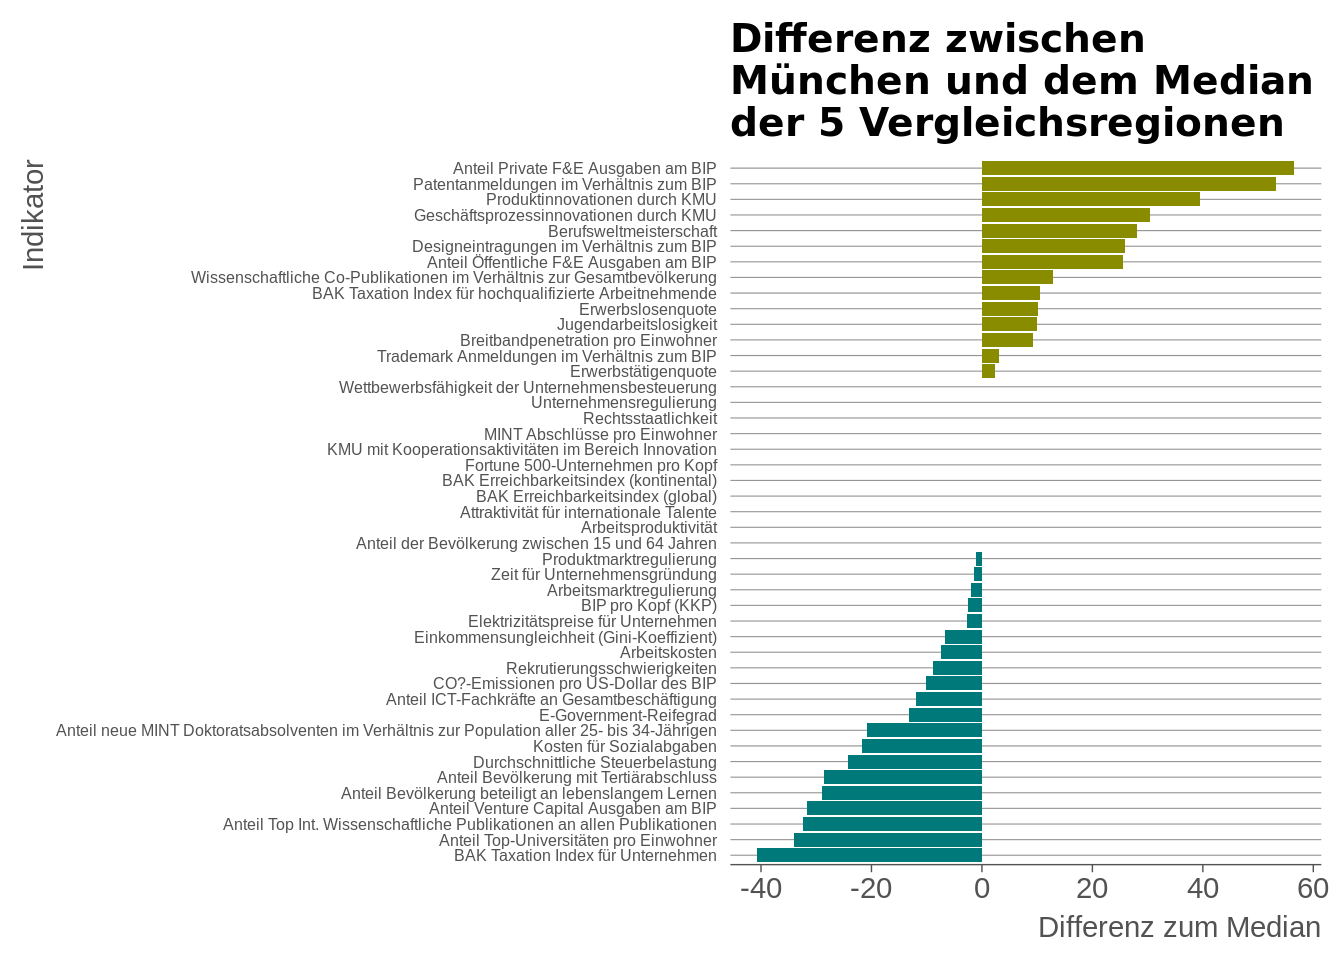 Differenz zwischen
München und dem Median
der 5 Vergleichsregionen
Indikator
Anteil Private F&E Ausgaben am BIP
Patentanmeldungen im Verhältnis zum BIP
Produktinnovationen durch KMU
Geschäftsprozessinnovationen durch KMU
Berufsweltmeisterschaft
Designeintragungen im Verhältnis zum BIP
Anteil Öffentliche F&E Ausgaben am BIP
Wissenschaftliche Co-Publikationen im Verhältnis zur Gesamtbevölkerung
BAK Taxation Index für hochqualifizierte Arbeitnehmende
Erwerbslosenquote
Jugendarbeitslosigkeit
Breitbandpenetration pro Einwohner
Trademark Anmeldungen im Verhältnis zum BIP
Erwerbstätigenquote
Wettbewerbsfähigkeit der Unternehmensbesteuerung
Unternehmensregulierung
Rechtsstaatlichkeit
MINT Abschlüsse pro Einwohner
KMU mit Kooperationsaktivitäten im Bereich Innovation
Fortune 500-Unternehmen pro Kopf
BAK Erreichbarkeitsindex (kontinental)
BAK Erreichbarkeitsindex (global)
Attraktivität für internationale Talente
Arbeitsproduktivität
Anteil der Bevölkerung zwischen 15 und 64 Jahren
Produktmarktregulierung
Zeit für Unternehmensgründung
Arbeitsmarktregulierung
BIP pro Kopf (KKP)
Elektrizitätspreise für Unternehmen
Einkommensungleichheit (Gini-Koeffizient)
Arbeitskosten
Rekrutierungsschwierigkeiten
CO?-Emissionen pro US-Dollar des BIP
Anteil ICT-Fachkräfte an Gesamtbeschäftigung
E-Government-Reifegrad
Anteil neue MINT Doktoratsabsolventen im Verhältnis zur Population aller 25- bis 34-Jährigen
Kosten für Sozialabgaben
Durchschnittliche Steuerbelastung
Anteil Bevölkerung mit Tertiärabschluss
Anteil Bevölkerung beteiligt an lebenslangem Lernen
Anteil Venture Capital Ausgaben am BIP
Anteil Top Int. Wissenschaftliche Publikationen an allen Publikationen
Anteil Top-Universitäten pro Einwohner
BAK Taxation Index für Unternehmen
-40 -20 0 20 40 60
Differenz zum Median